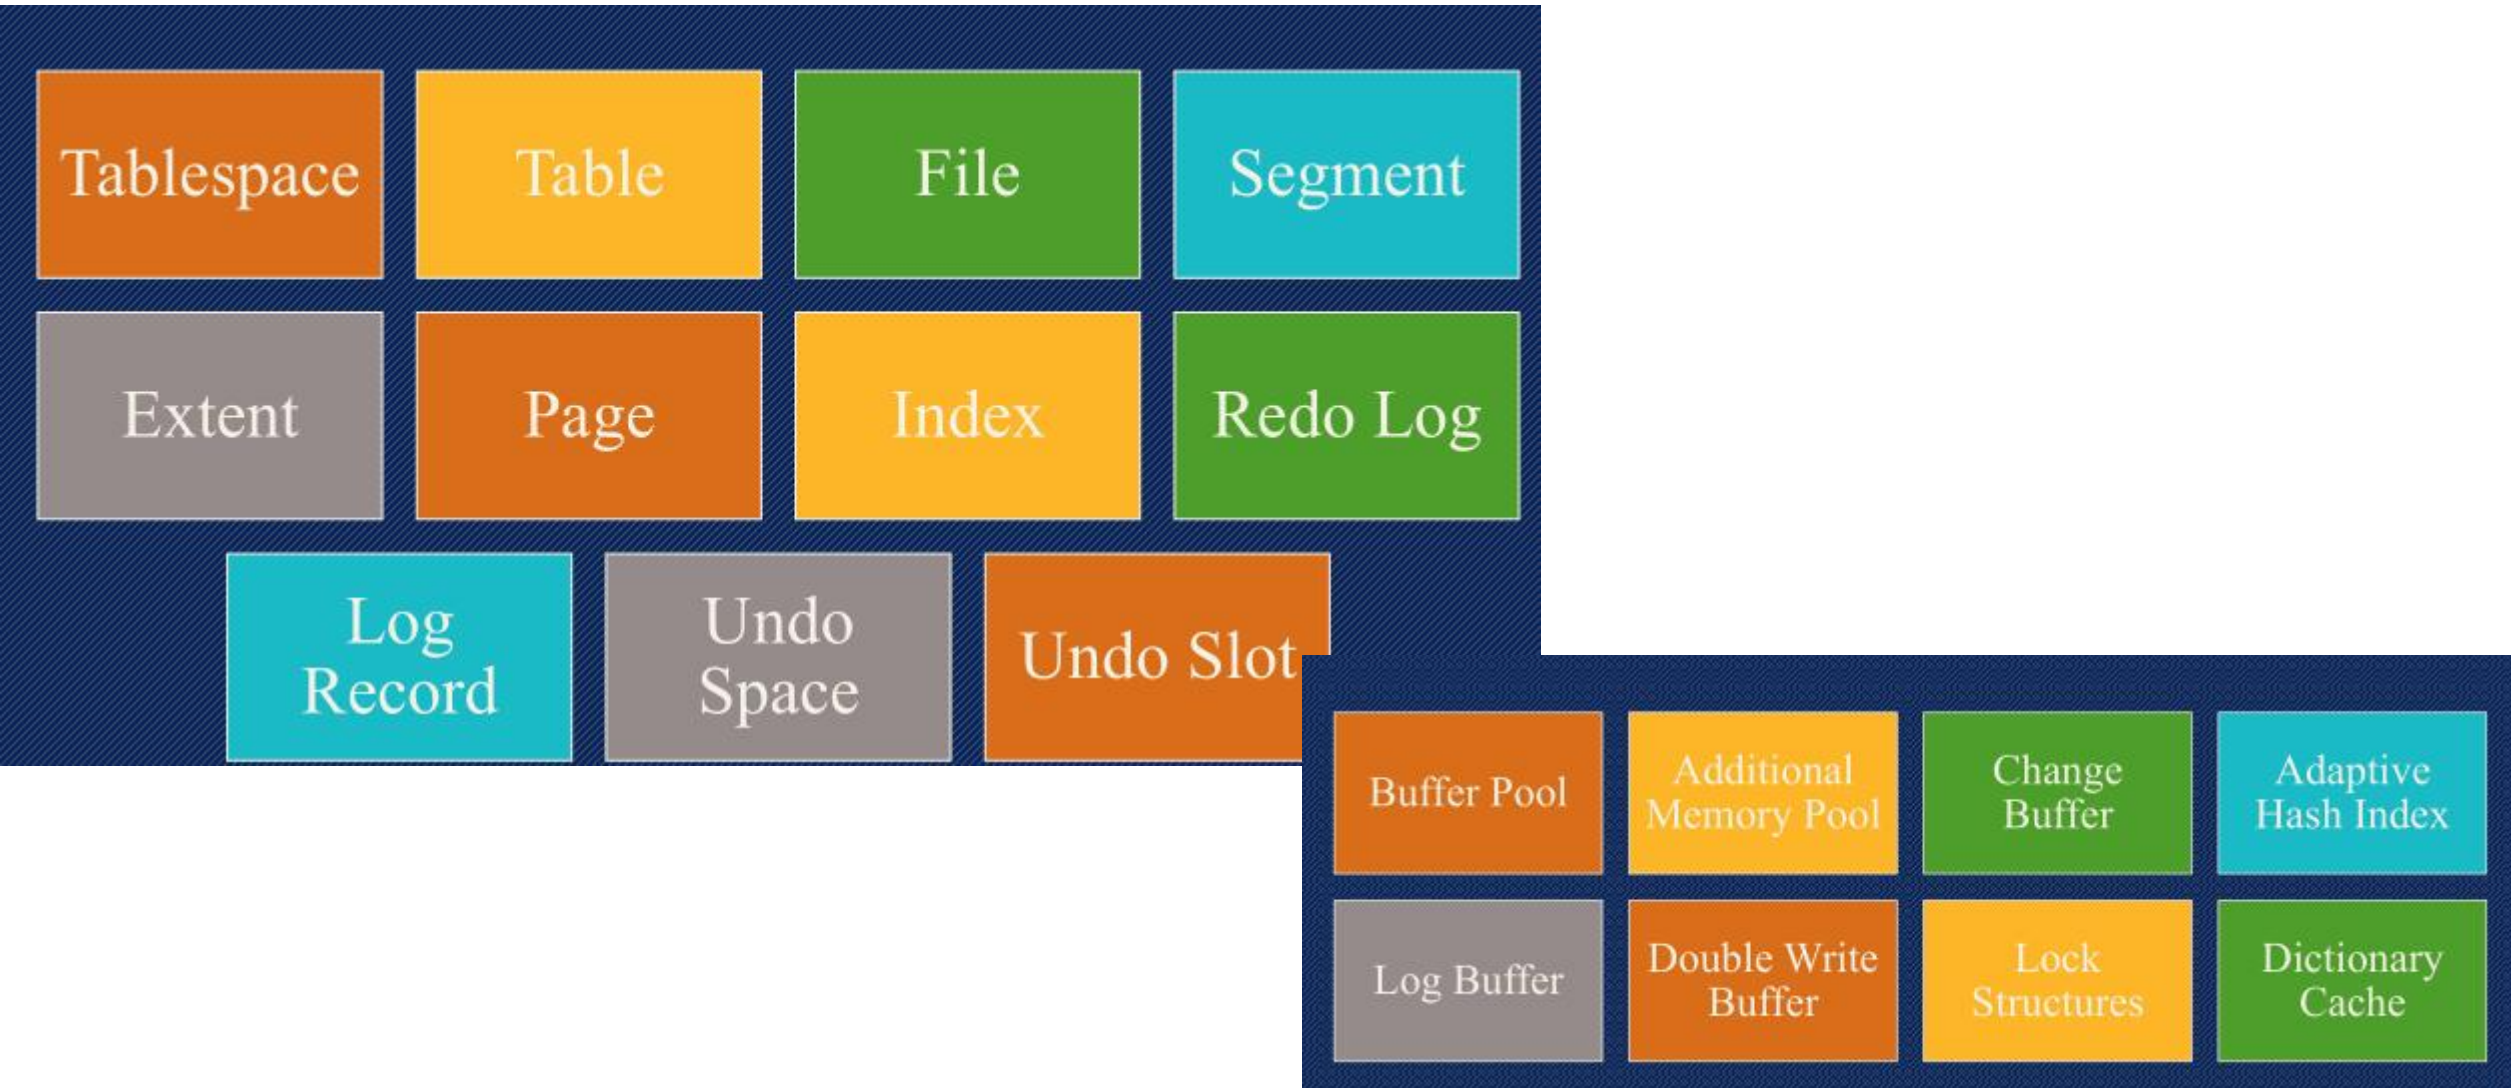 Tablespace
Table
File
Segment
Extent
Page
Index
Redo Log
Log
Record
Undo
Space
Undo Slot
Buffer Pool
Additional
Memory Pool
Change
Buffer
Adaptive
Hash Index
Log Buffer
Double Write
Buffer
Lock
Structures
Dictionary
Cache